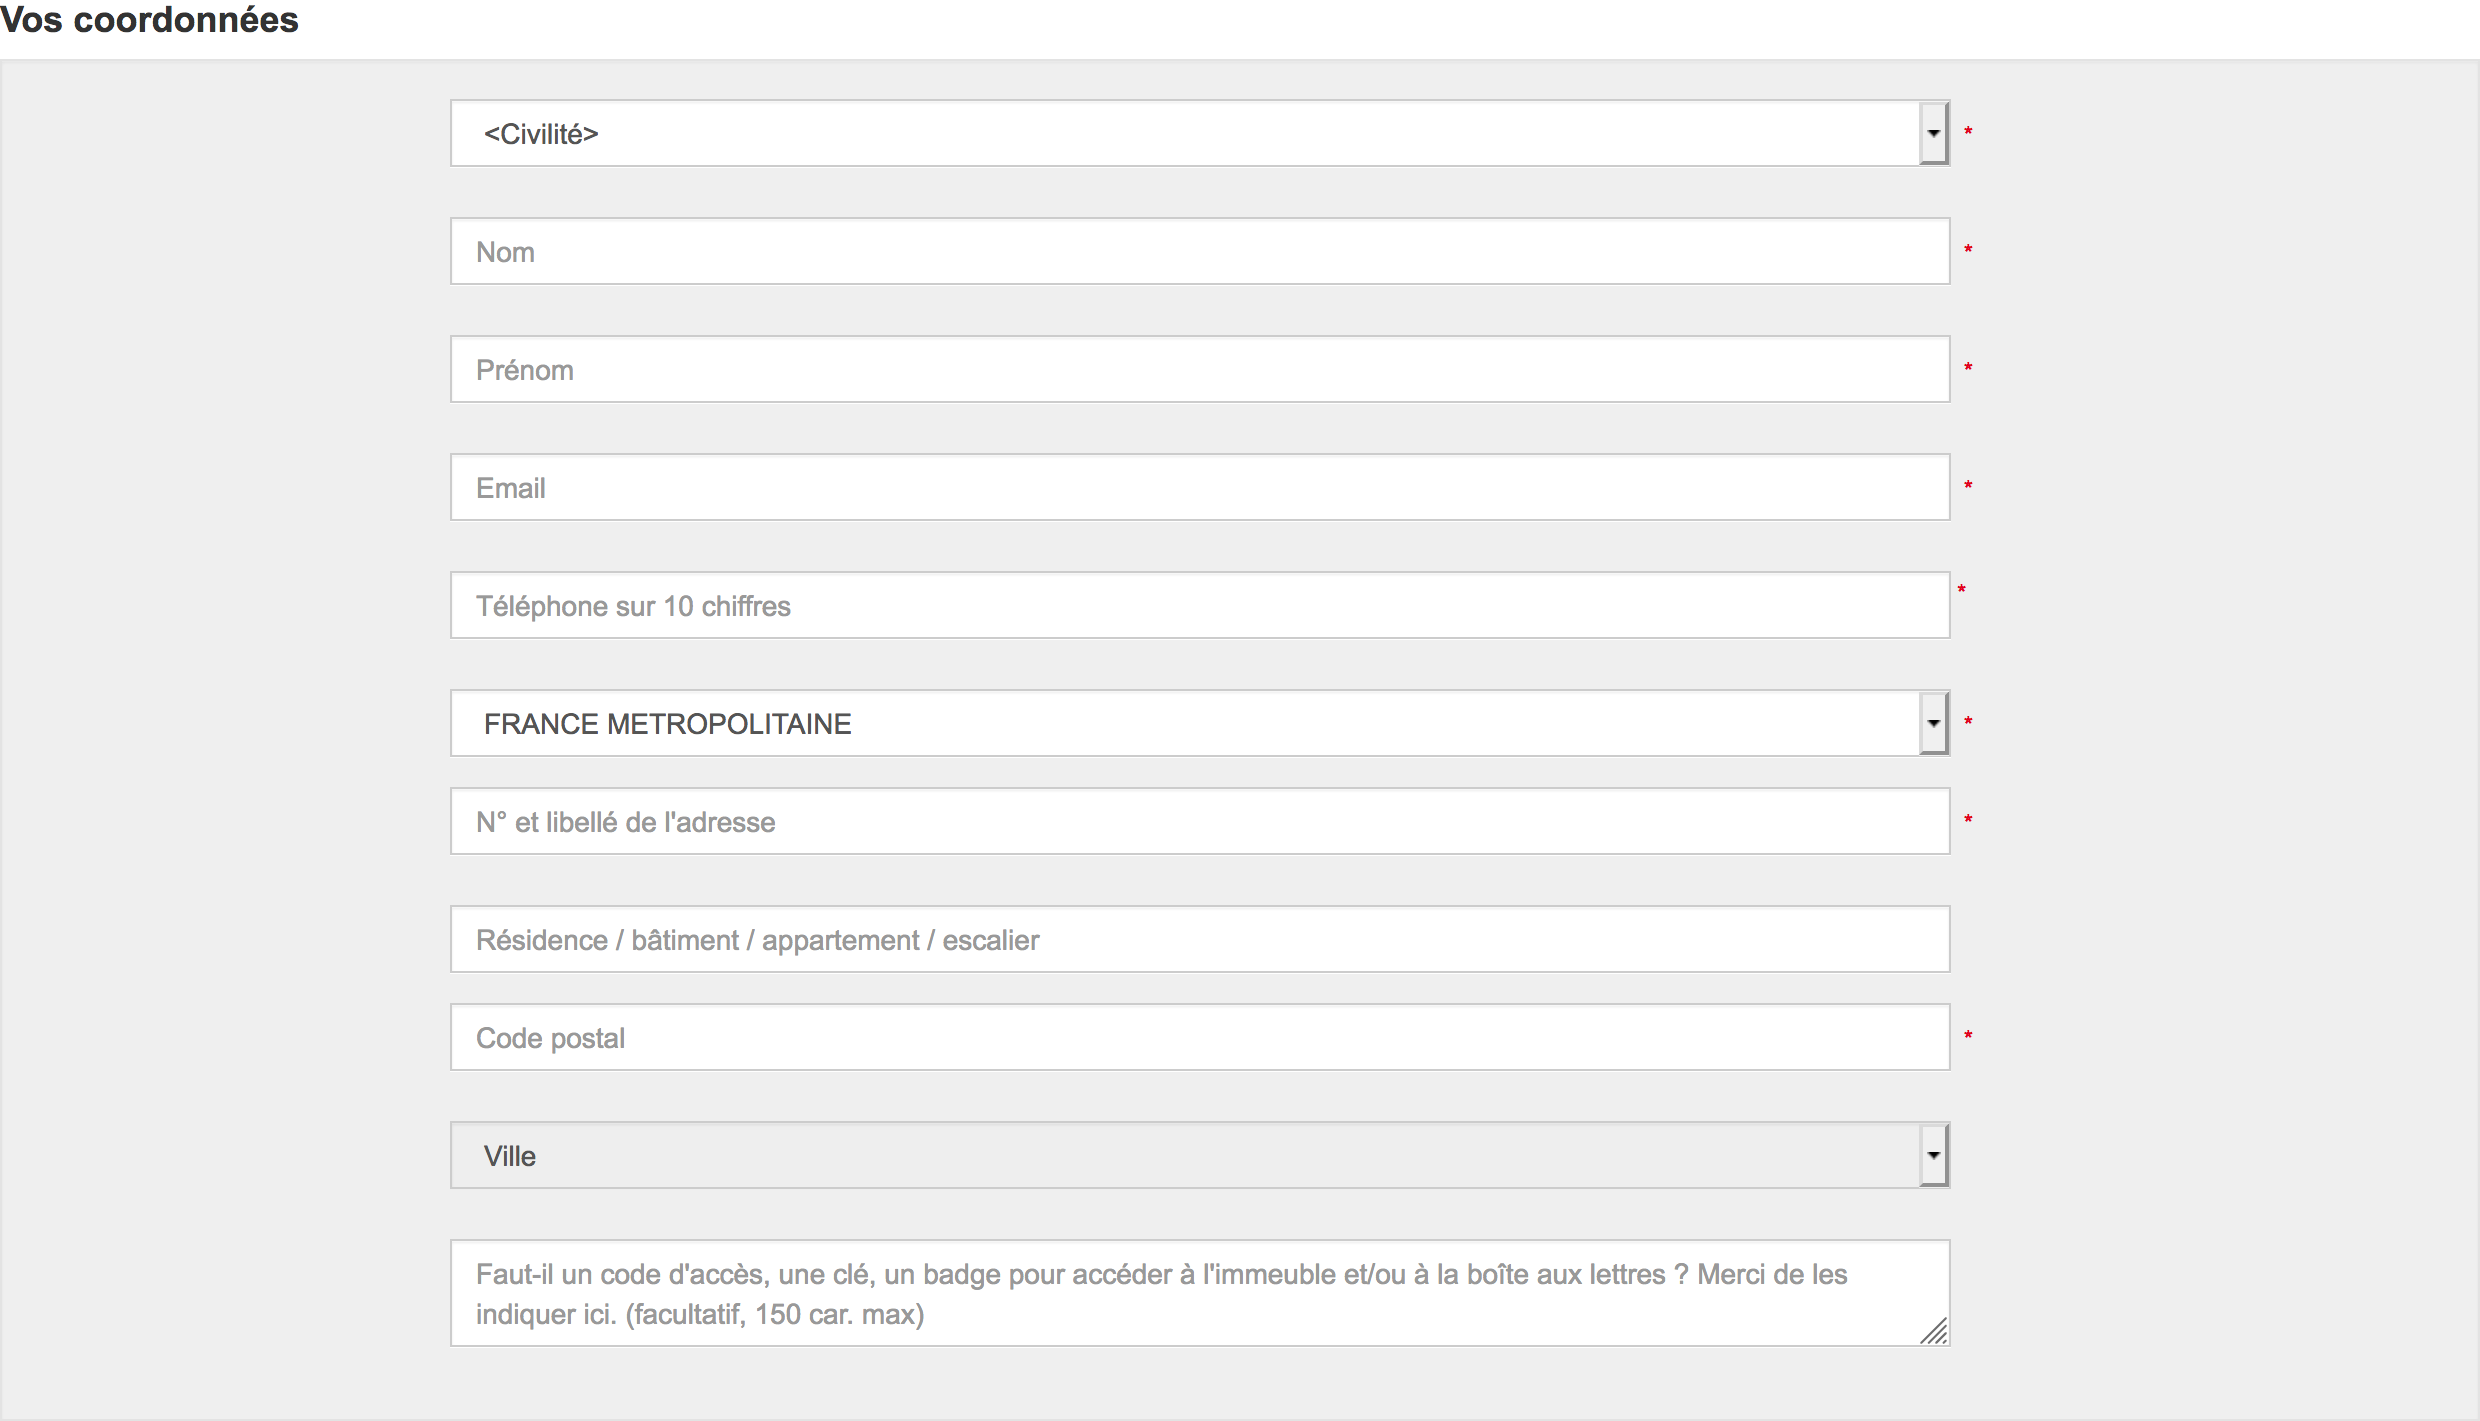 Vos coordonnées
<Civilité>
*
Nom
*
Prénom
*
Email
*
Téléphone sur 10 chiffres
*
FRANCE METROPOLITAINE
*
N° et libellé de l'adresse
*
Résidence / bâtiment / appartement / escalier
Code postal
*
Ville
Faut-il un code d'accès, une clé, un badge pour accéder à l'immeuble et/ou à la boîte aux lettres ? Merci de les
indiquer ici. (facultatif, 150 car. max)